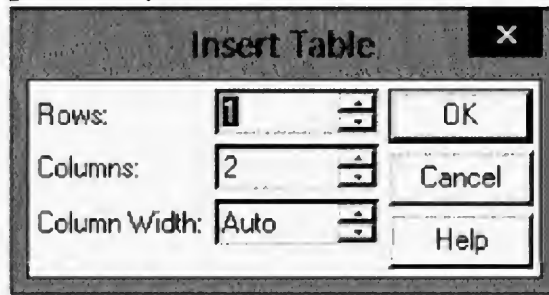 Insert Table
×
Rows: 1 OK
Columns: 2 Cancel
Column Width: Auto Help